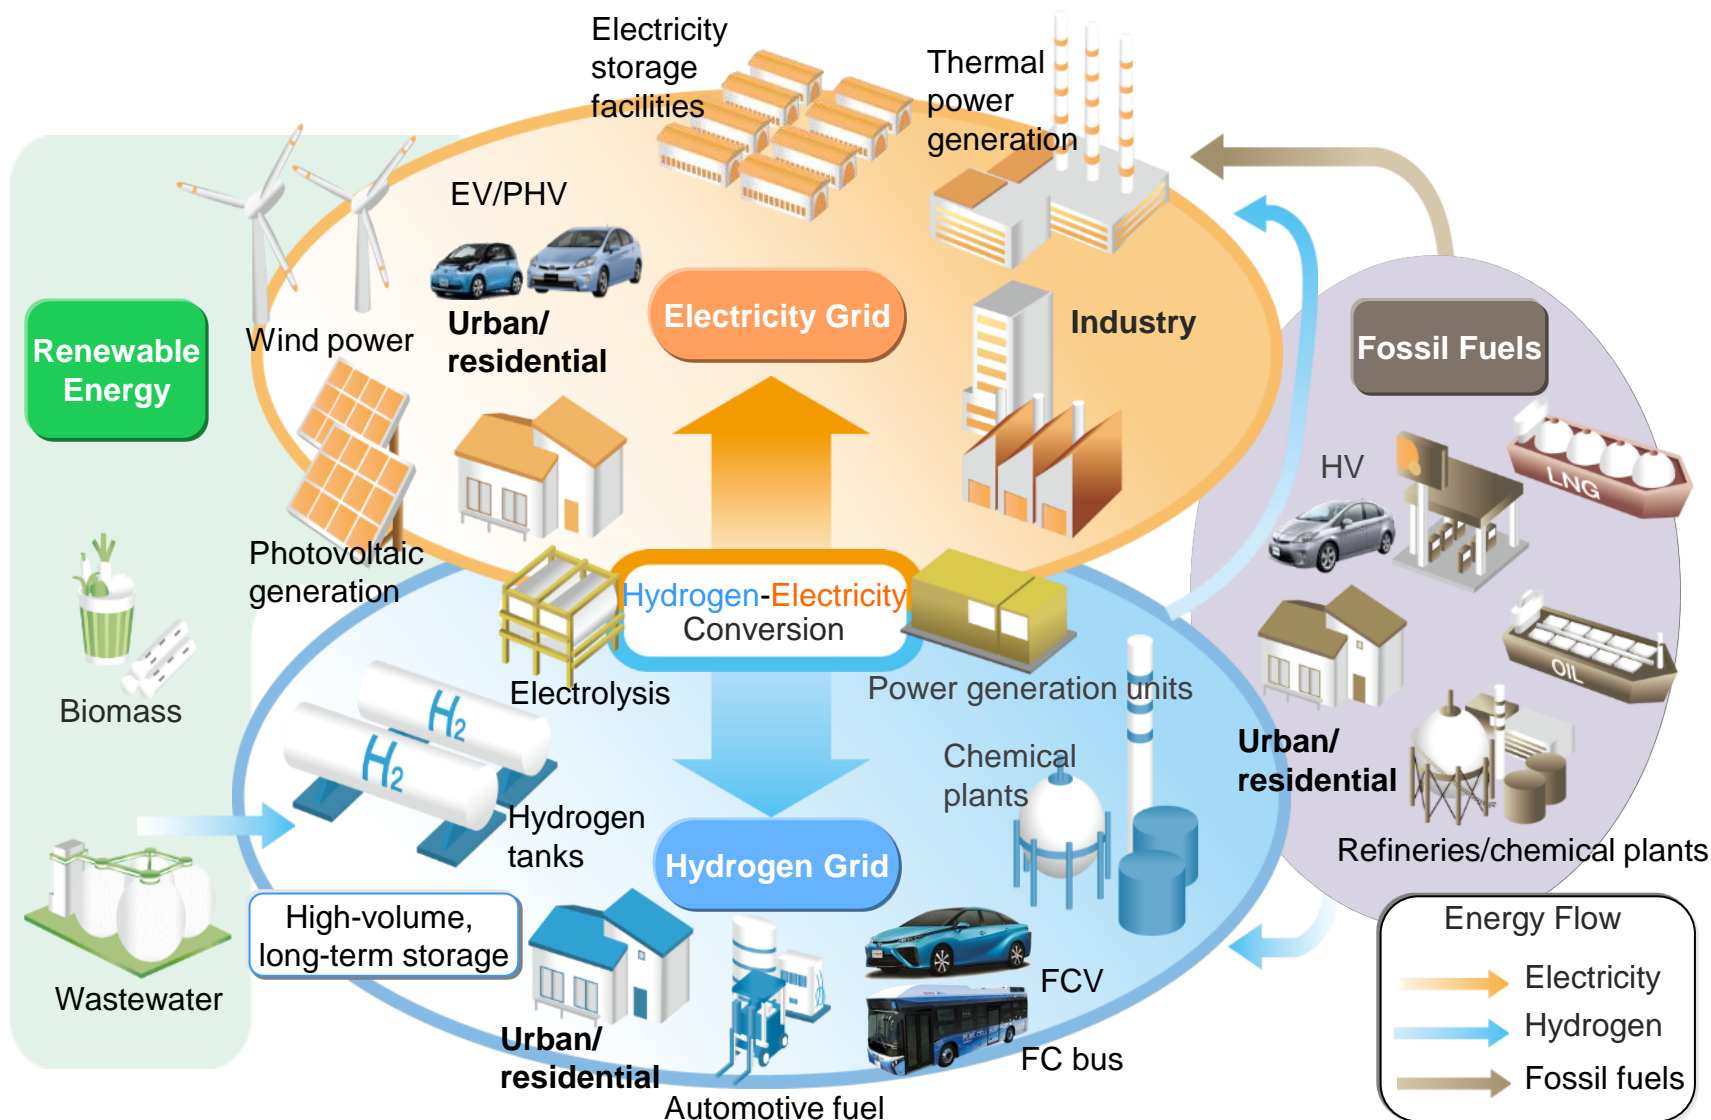 Electricity
storage
facilities
Thermal
power
generation
EV/PHV
Urban/
residential
Electricity Grid
Industry
Wind power
Renewable
Energy
Fossil Fuels
HV
LNG
Photovoltaic
generation
Hydrogen-Electricity
Conversion
Electrolysis
Power generation units
Biomass
H2
H2
OIL
Chemical
plants
Urban/
residential
Hydrogen
tanks
Hydrogen Grid
Refineries/chemical plants
High-volume,
long-term storage
Wastewater
FCV
FC bus
Urban/
residential
Automotive fuel
Energy Flow
Electricity
Hydrogen
Fossil fuels